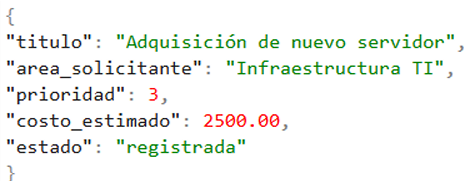 {
"titulo": "Adquisición de nuevo servidor",
"area_solicitante": "Infraestructura TI",
"prioridad": 3,
"costo_estimado": 2500.00,
"estado": "registrada"
}